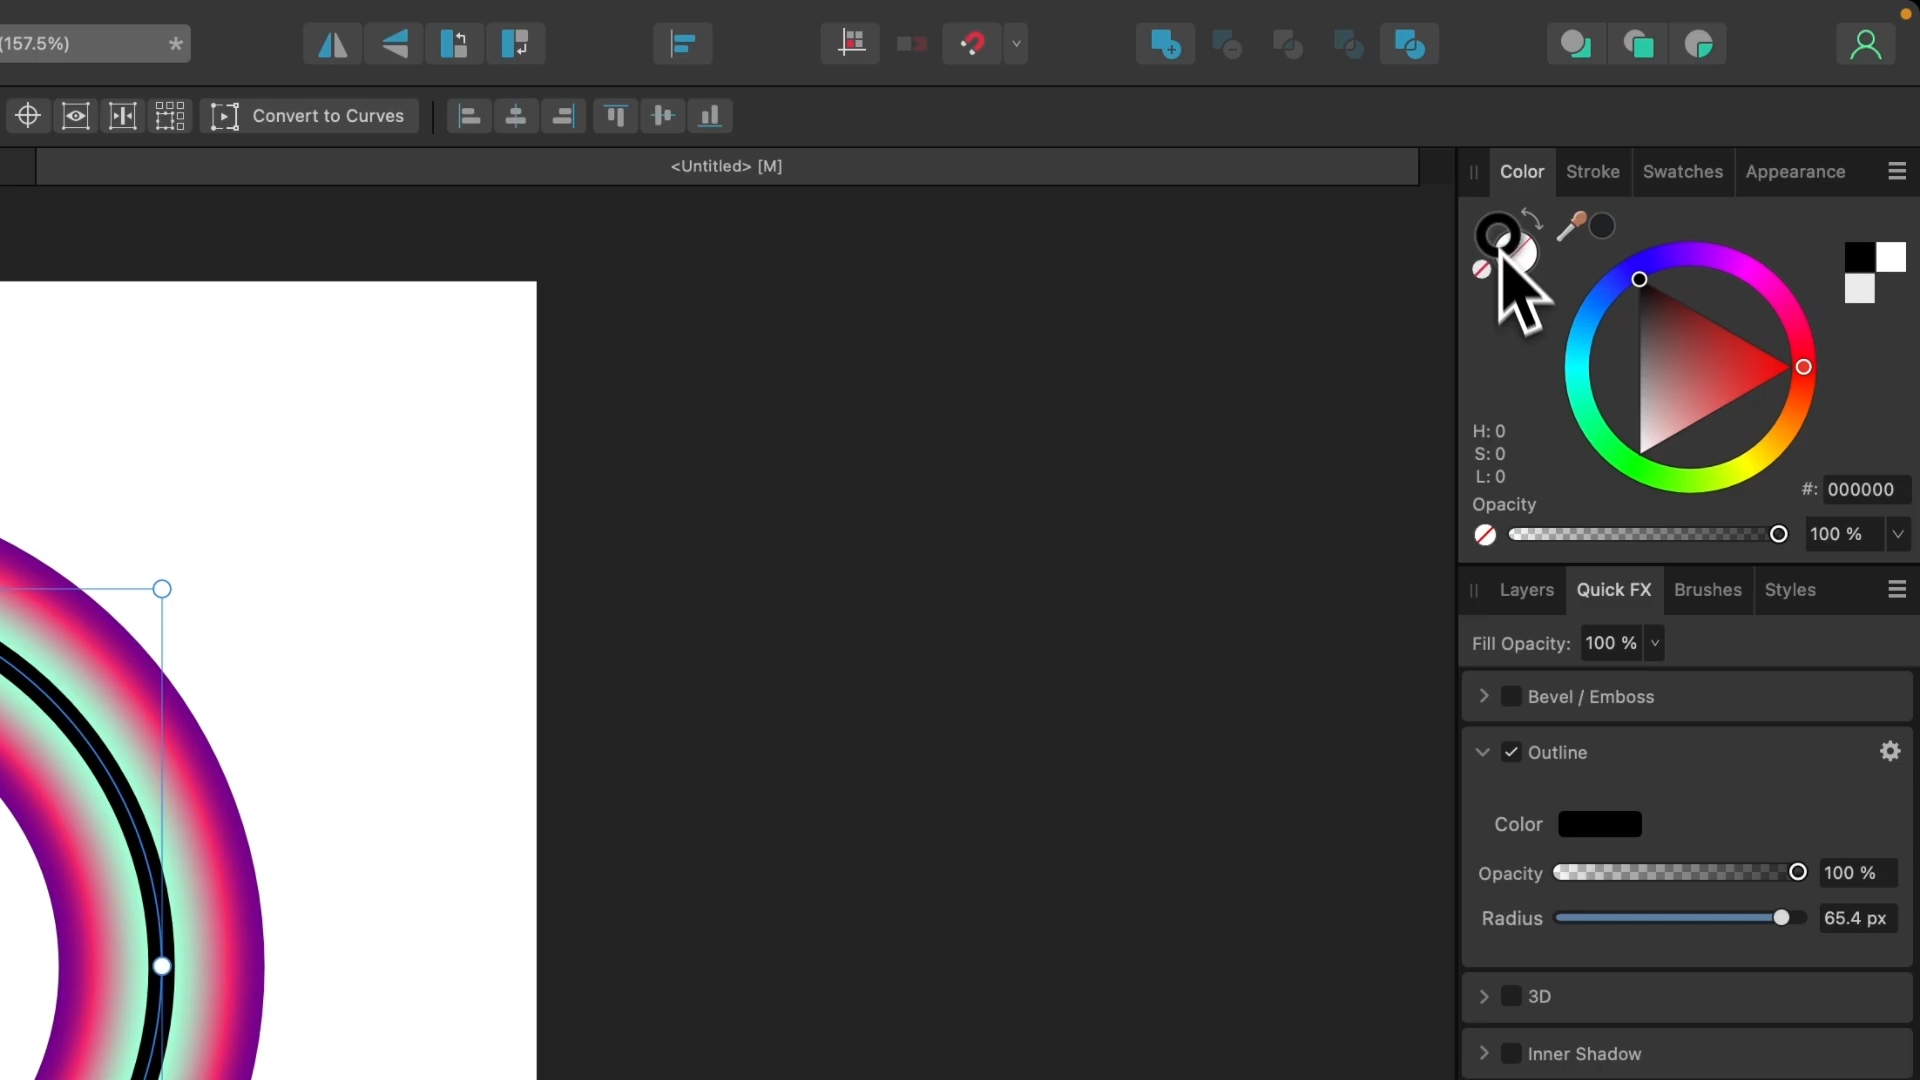 (157.5%) *
Convert to Curves
<Untitled> [M]
Color Stroke Swatches Appearance
H: 0
S: 0
L: 0
#: 000000
Opacity
100 %
Layers Quick FX Brushes Styles
Fill Opacity: 100 %
Bevel / Emboss
Outline
Color
Opacity 100 %
Radius 65.4 px
3D
Inner Shadow